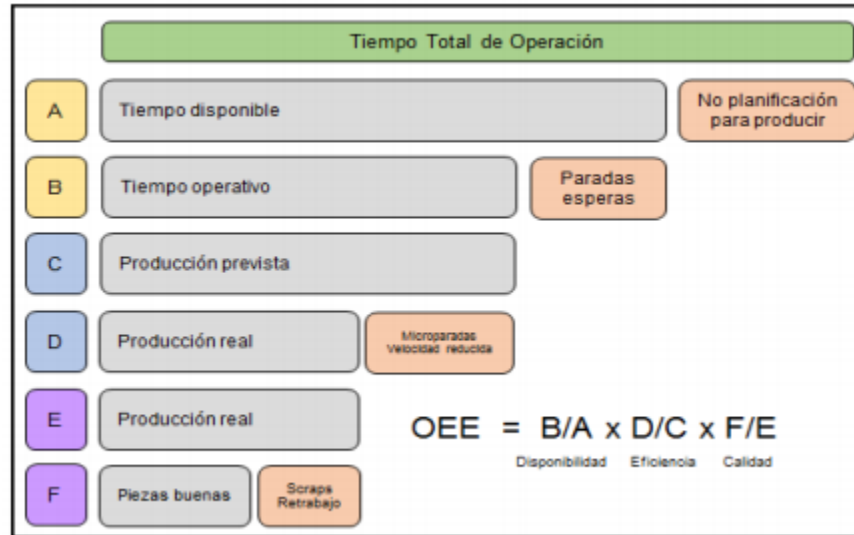 Tiempo Total de Operación
A
Tiempo disponible
No planificación
para producir
B
Tiempo operativo
Paradas
esperas
C
Producción prevista
D
Producción real
Microparadas
Velocidad reducida
E
Producción real
OEE = B/A x D/C x F/E
Disponibilidad Eficiencia Calidad
F
Piezas buenas
Scraps
Retrabajo